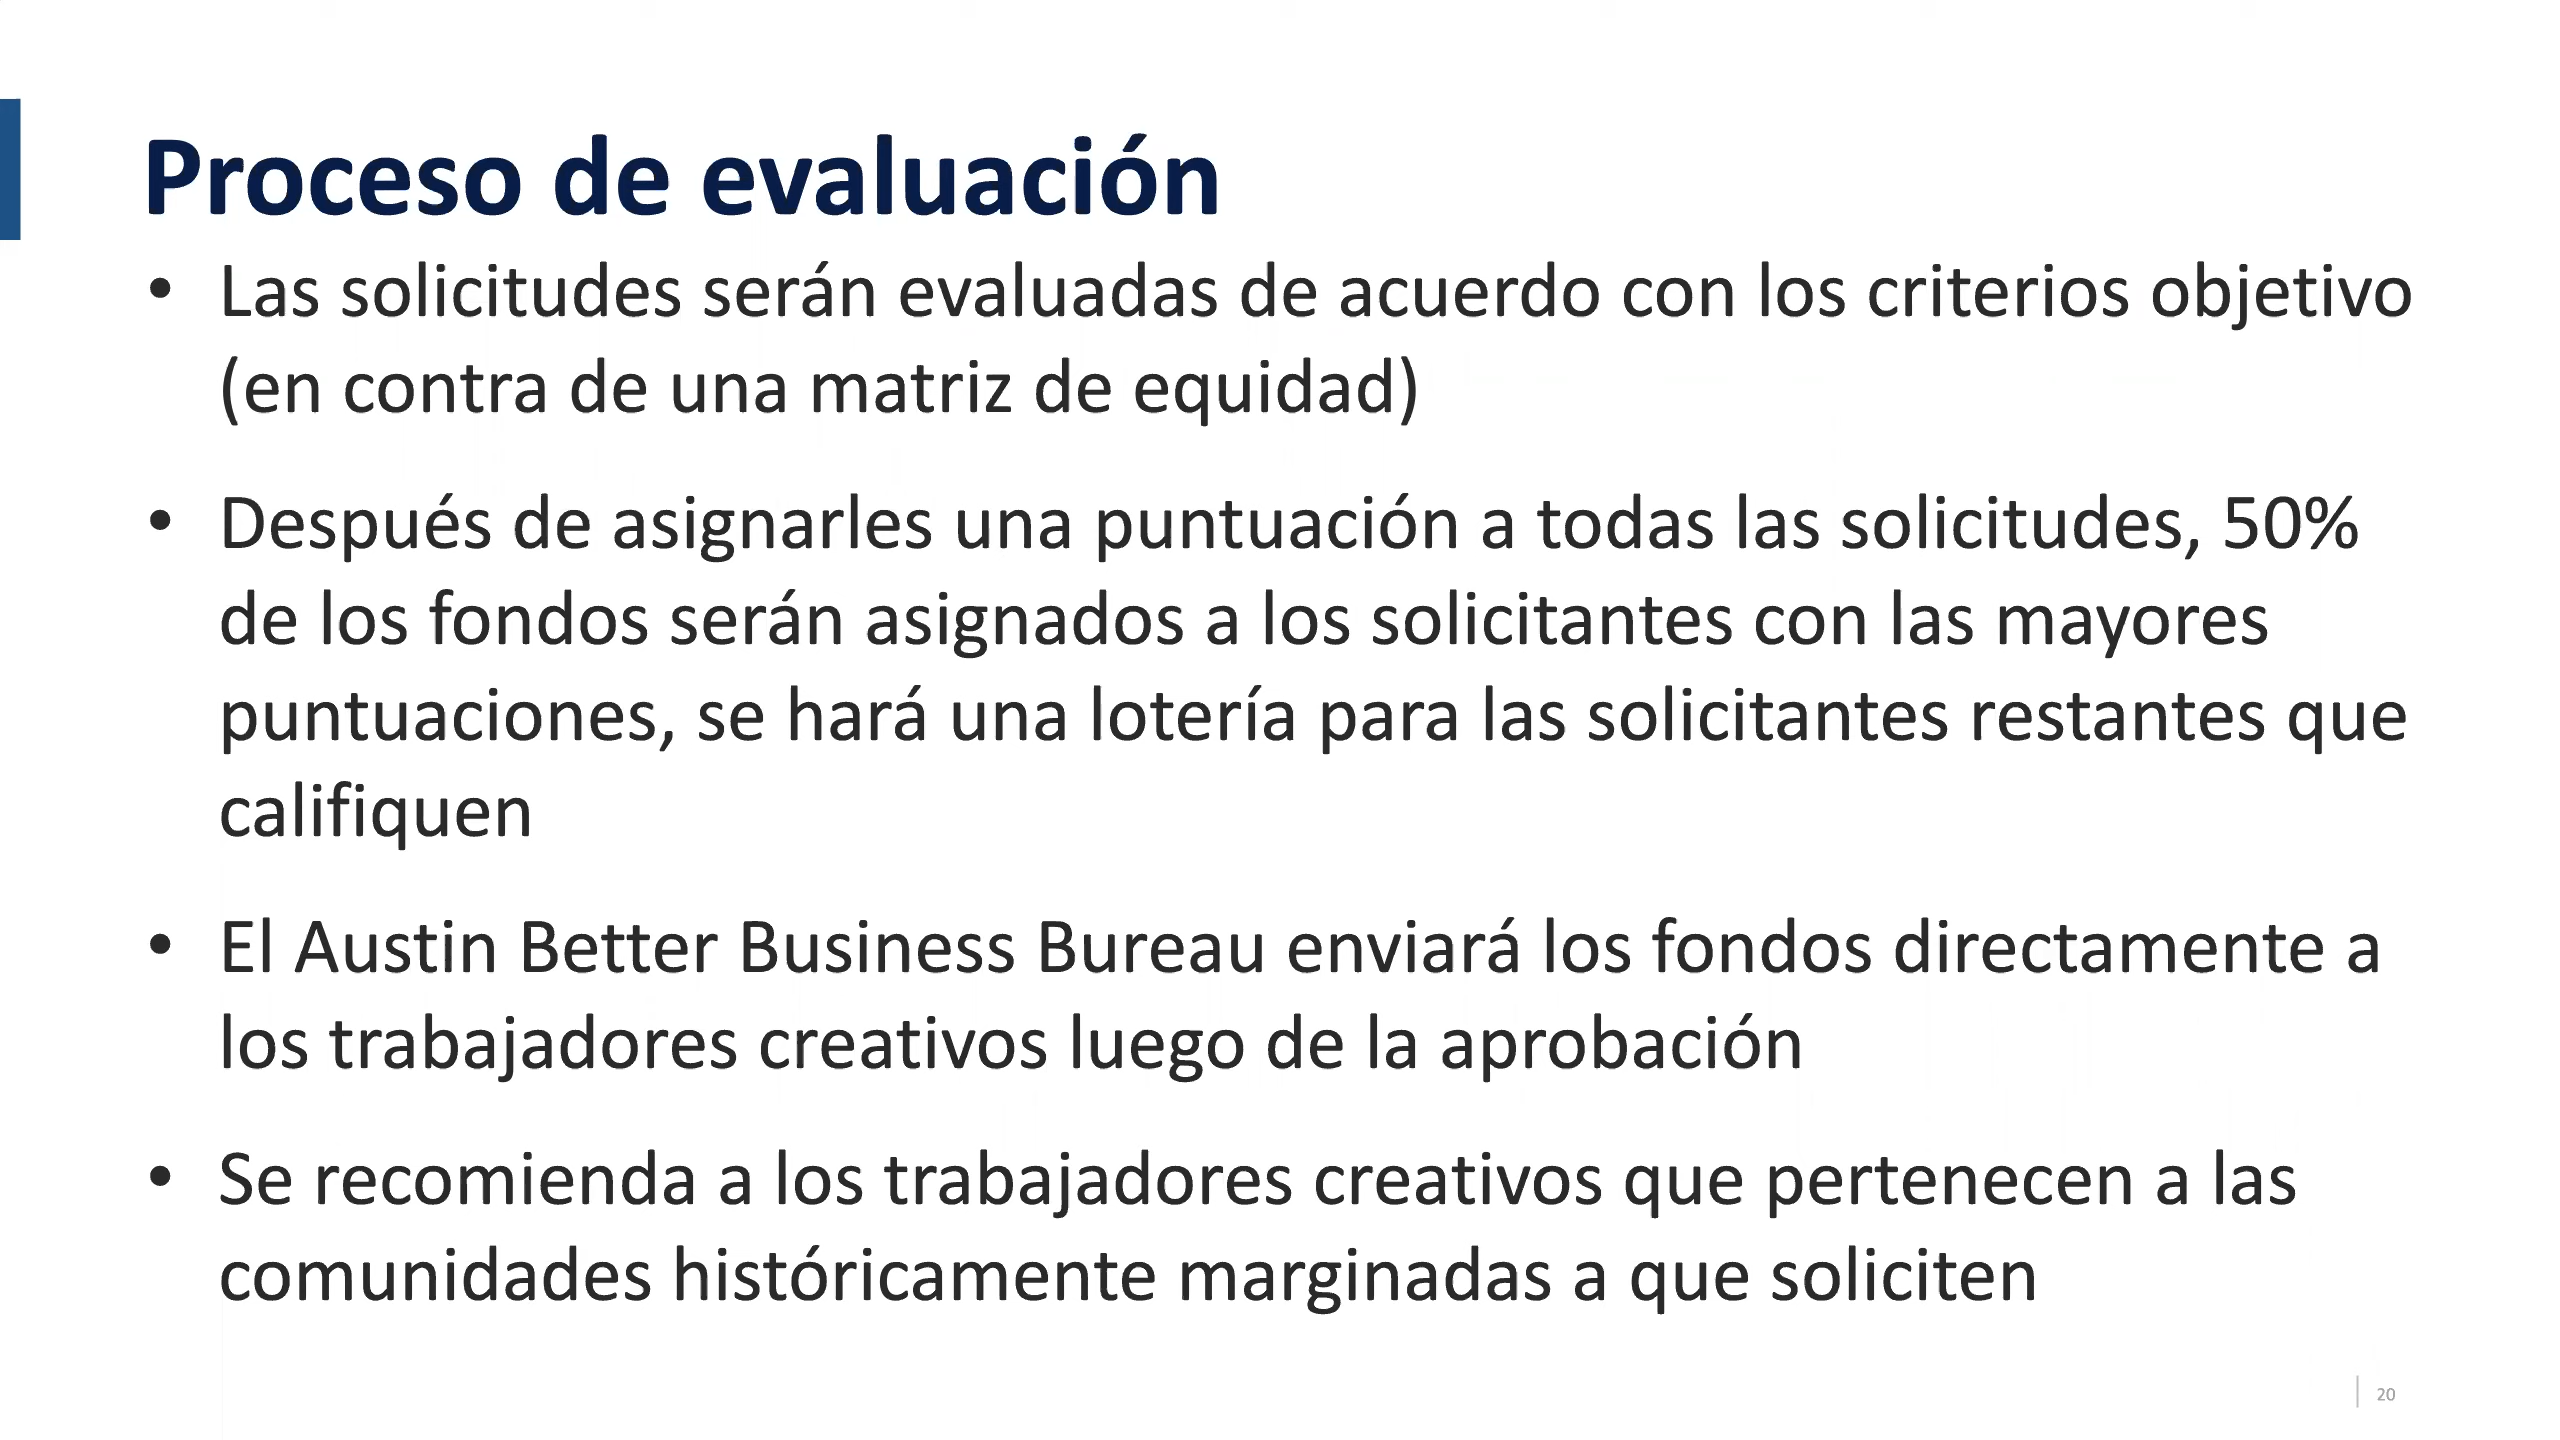 Proceso de evaluación
• Las solicitudes serán evaluadas de acuerdo con los criterios objetivo
(en contra de una matriz de equidad)
• Después de asignarles una puntuación a todas las solicitudes, 50%
de los fondos serán asignados a los solicitantes con las mayores
puntuaciones, se hará una lotería para las solicitantes restantes que
califiquen
• El Austin Better Business Bureau enviará los fondos directamente a
los trabajadores creativos luego de la aprobación
• Se recomienda a los trabajadores creativos que pertenecen a las
comunidades históricamente marginadas a que soliciten
20